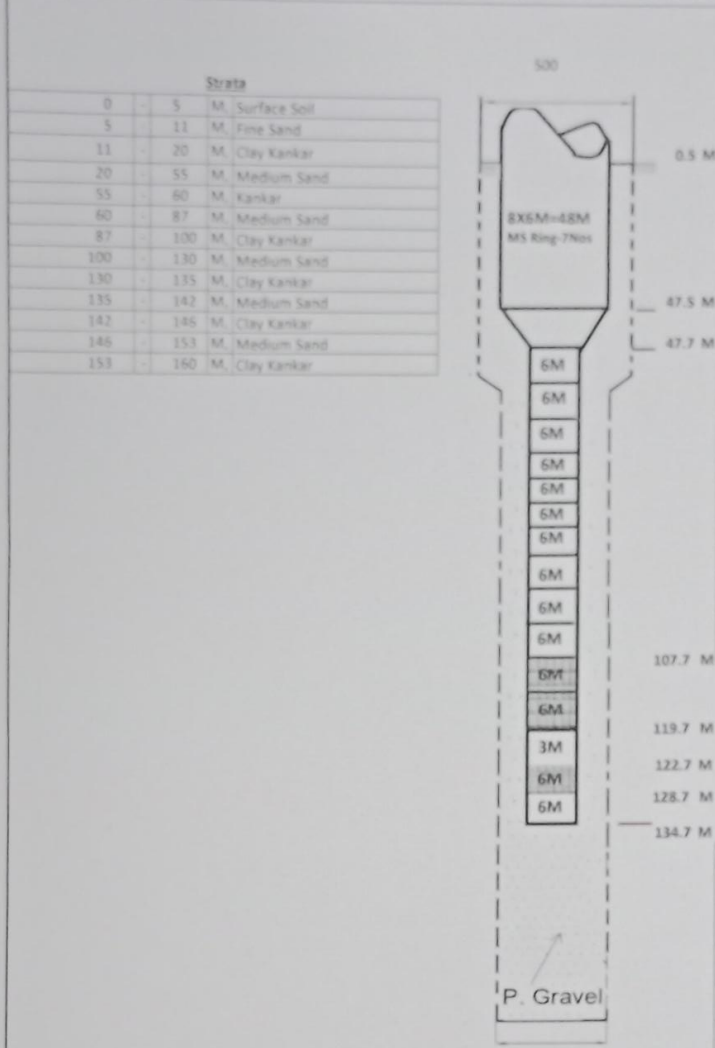 Strata
0 - 5 M, Surface Soil
5 - 11 M, Fine Sand
11 - 20 M, Clay Kankar
20 - 55 M, Medium Sand
55 - 60 M, Kankar
60 - 87 M, Medium Sand
87 - 100 M, Clay Kankar
100 - 130 M, Medium Sand
130 - 135 M, Clay Kankar
135 - 142 M, Medium Sand
142 - 146 M, Clay Kankar
146 - 153 M, Medium Sand
153 - 160 M, Clay Kankar
500
0.5 M
8X6M=48M
MS Ring-7Nos
47.5 M
47.7 M
6M
6M
6M
6M
6M
6M
6M
6M
6M
6M
107.7 M
6M
6M
119.7 M
3M
122.7 M
6M
128.7 M
6M
134.7 M
P. Gravel